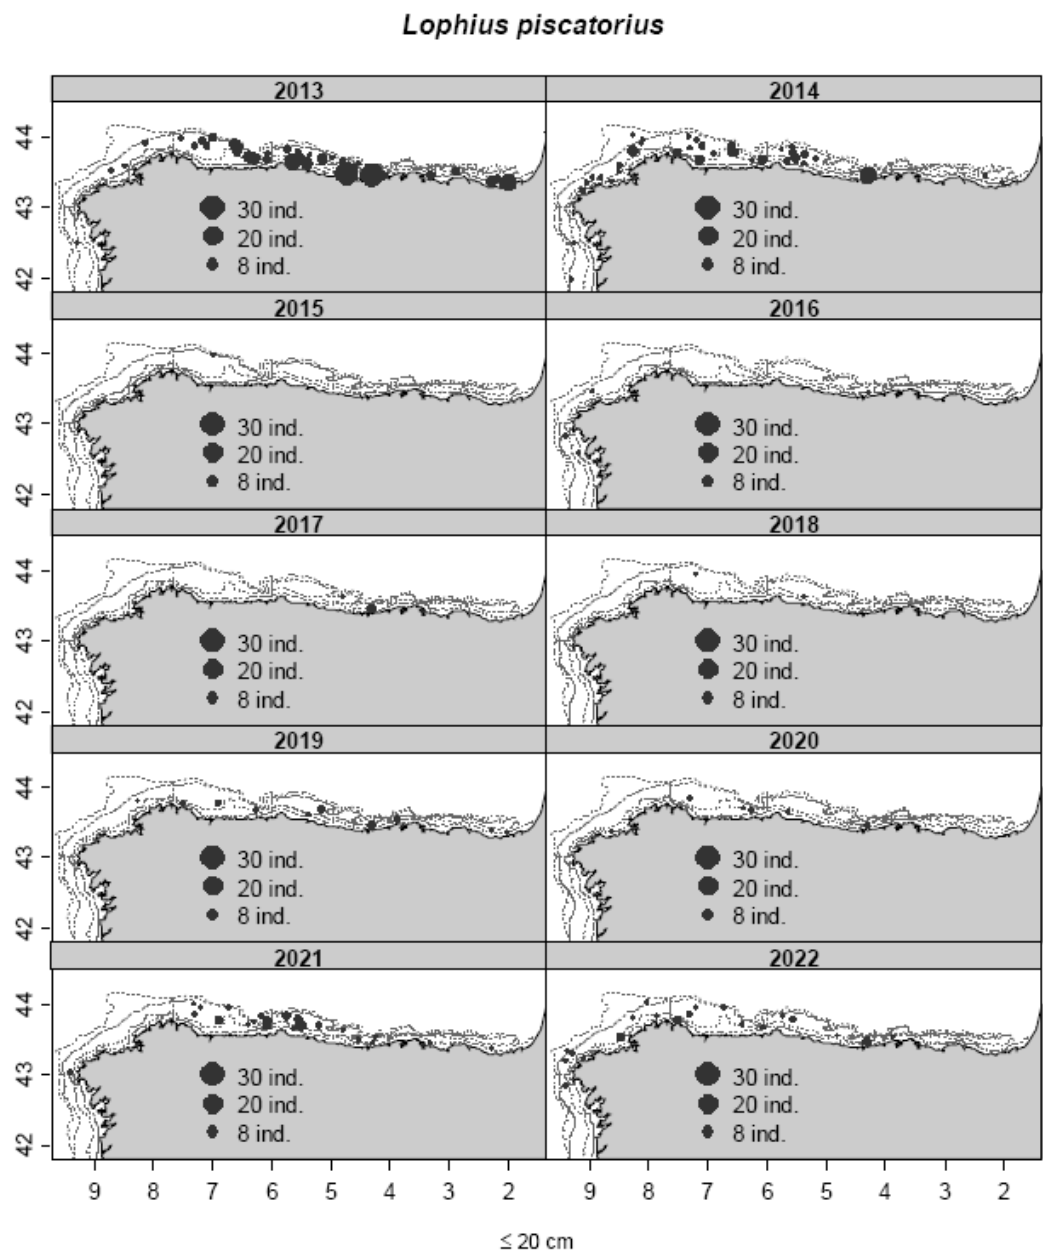 Lophius piscatorius
2013 2014
44
43
42
30 ind. 30 ind.
20 ind. 20 ind.
8 ind. 8 ind.
2015 2016
44
43
42
30 ind. 30 ind.
20 ind. 20 ind.
8 ind. 8 ind.
2017 2018
44
43
42
30 ind. 30 ind.
20 ind. 20 ind.
8 ind. 8 ind.
2019 2020
44
43
42
30 ind. 30 ind.
20 ind. 20 ind.
8 ind. 8 ind.
2021 2022
44
43
42
30 ind. 30 ind.
20 ind. 20 ind.
8 ind. 8 ind.
9 8 7 6 5 4 3 2 9 8 7 6 5 4 3 2
≤ 20 cm